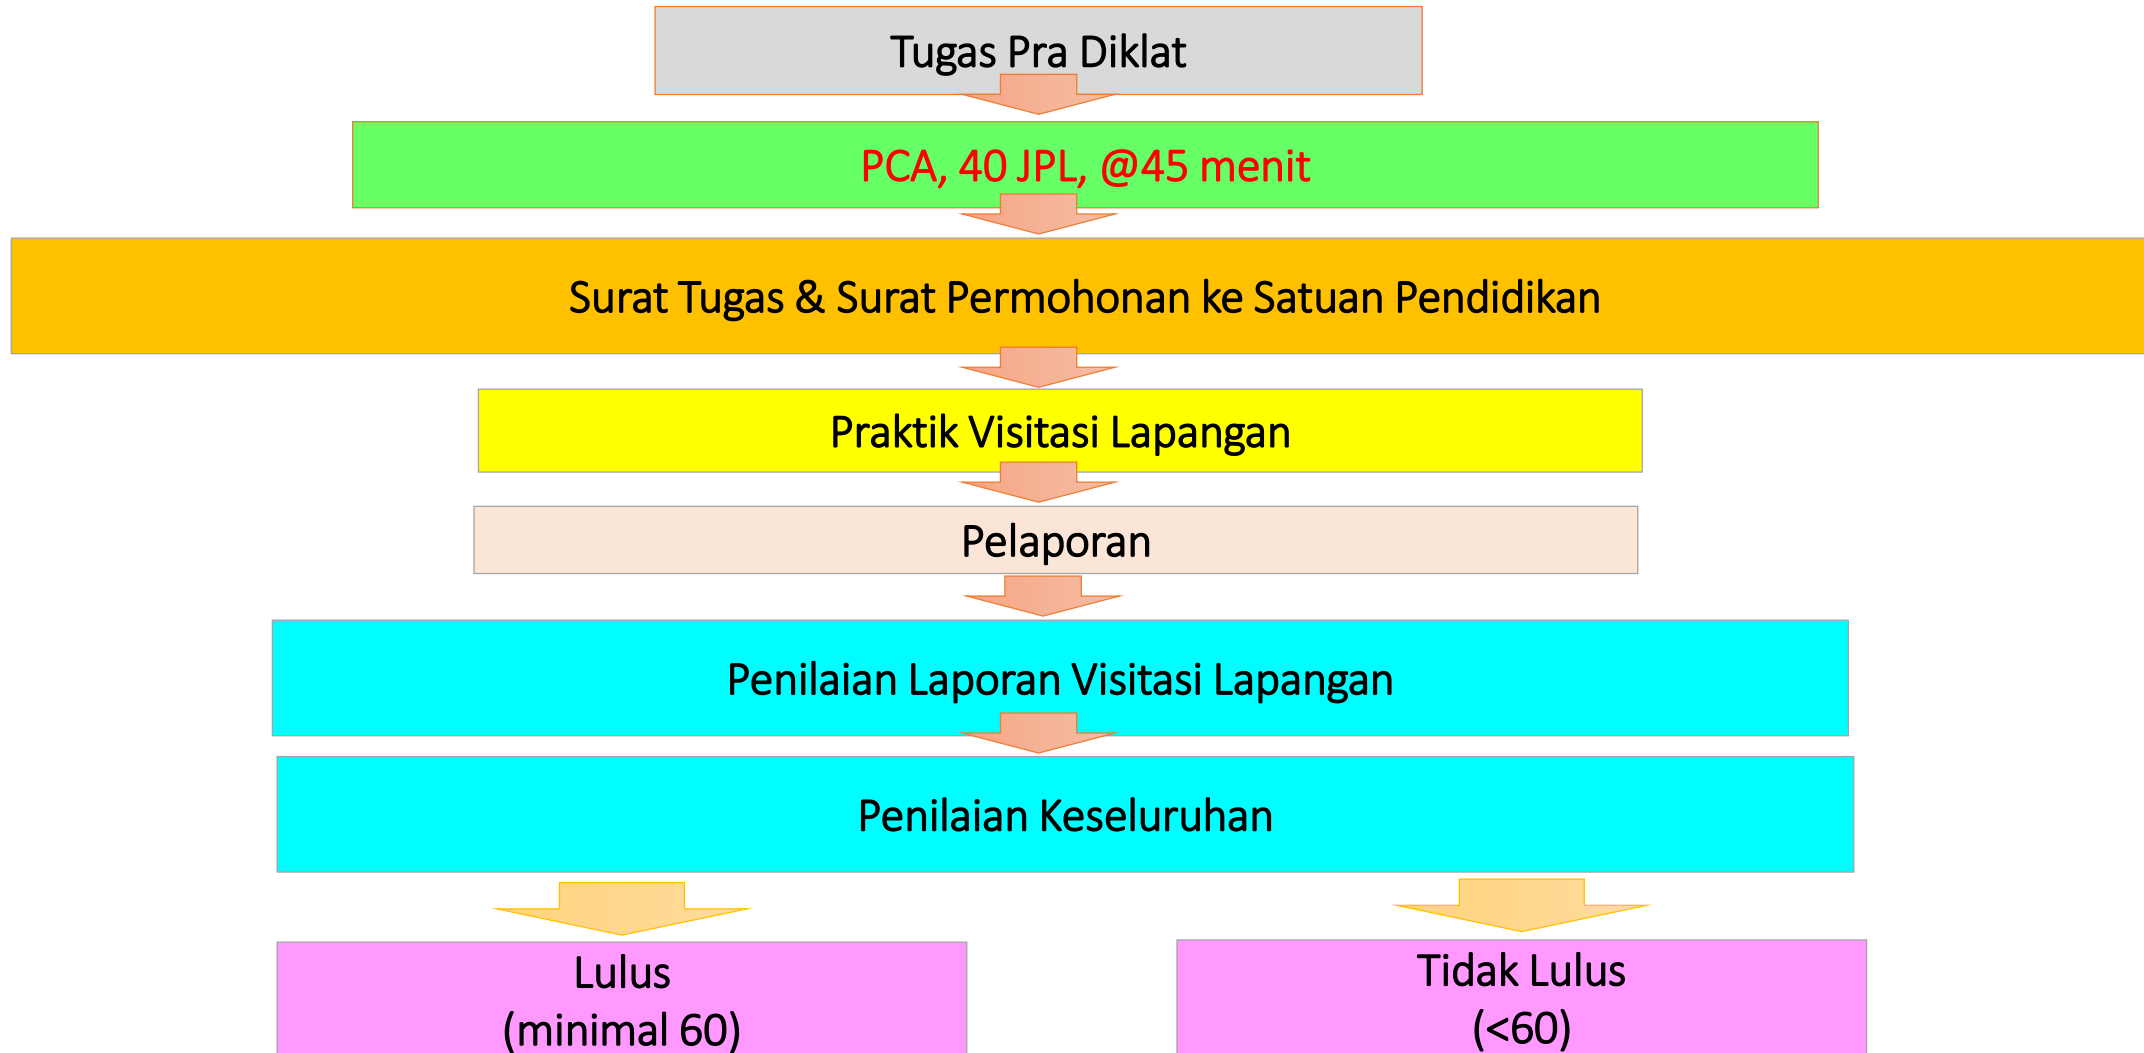 Tugas Pra Diklat
PCA, 40 JPL, @45 menit
Surat Tugas & Surat Permohonan ke Satuan Pendidikan
Praktik Visitasi Lapangan
Pelaporan
Penilaian Laporan Visitasi Lapangan
Penilaian Keseluruhan
Lulus
(minimal 60)
Tidak Lulus
(<60)